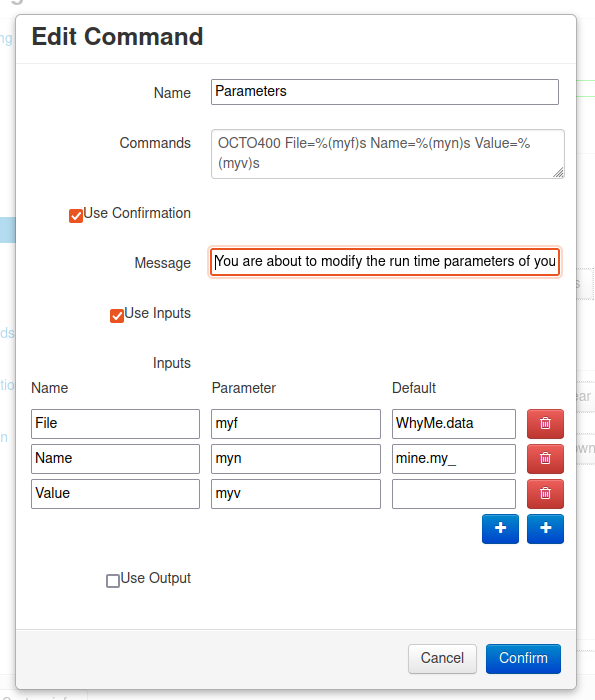 Edit Command
Name Parameters
Commands OCTO400 File=%(myf)s Name=%(myn)s Value=%
(myv)s
Use Confirmation
Message You are about to modify the run time parameters of you
Use Inputs
Inputs
Name Parameter Default
File myf WhyMe.data
Name myn mine.my_
Value myv
+ +
Use Output
Cancel Confirm